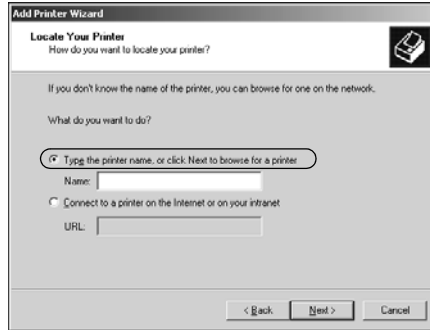 Add Printer Wizard
Locate Your Printer
How do you want to locate your printer?
If you don't know the name of the printer, you can browse for one on the network.
What do you want to do?
Type the printer name, or click Next to browse for a printer
Name:
Connect to a printer on the Internet or on your intranet
URL:
< Back
Next >
Cancel